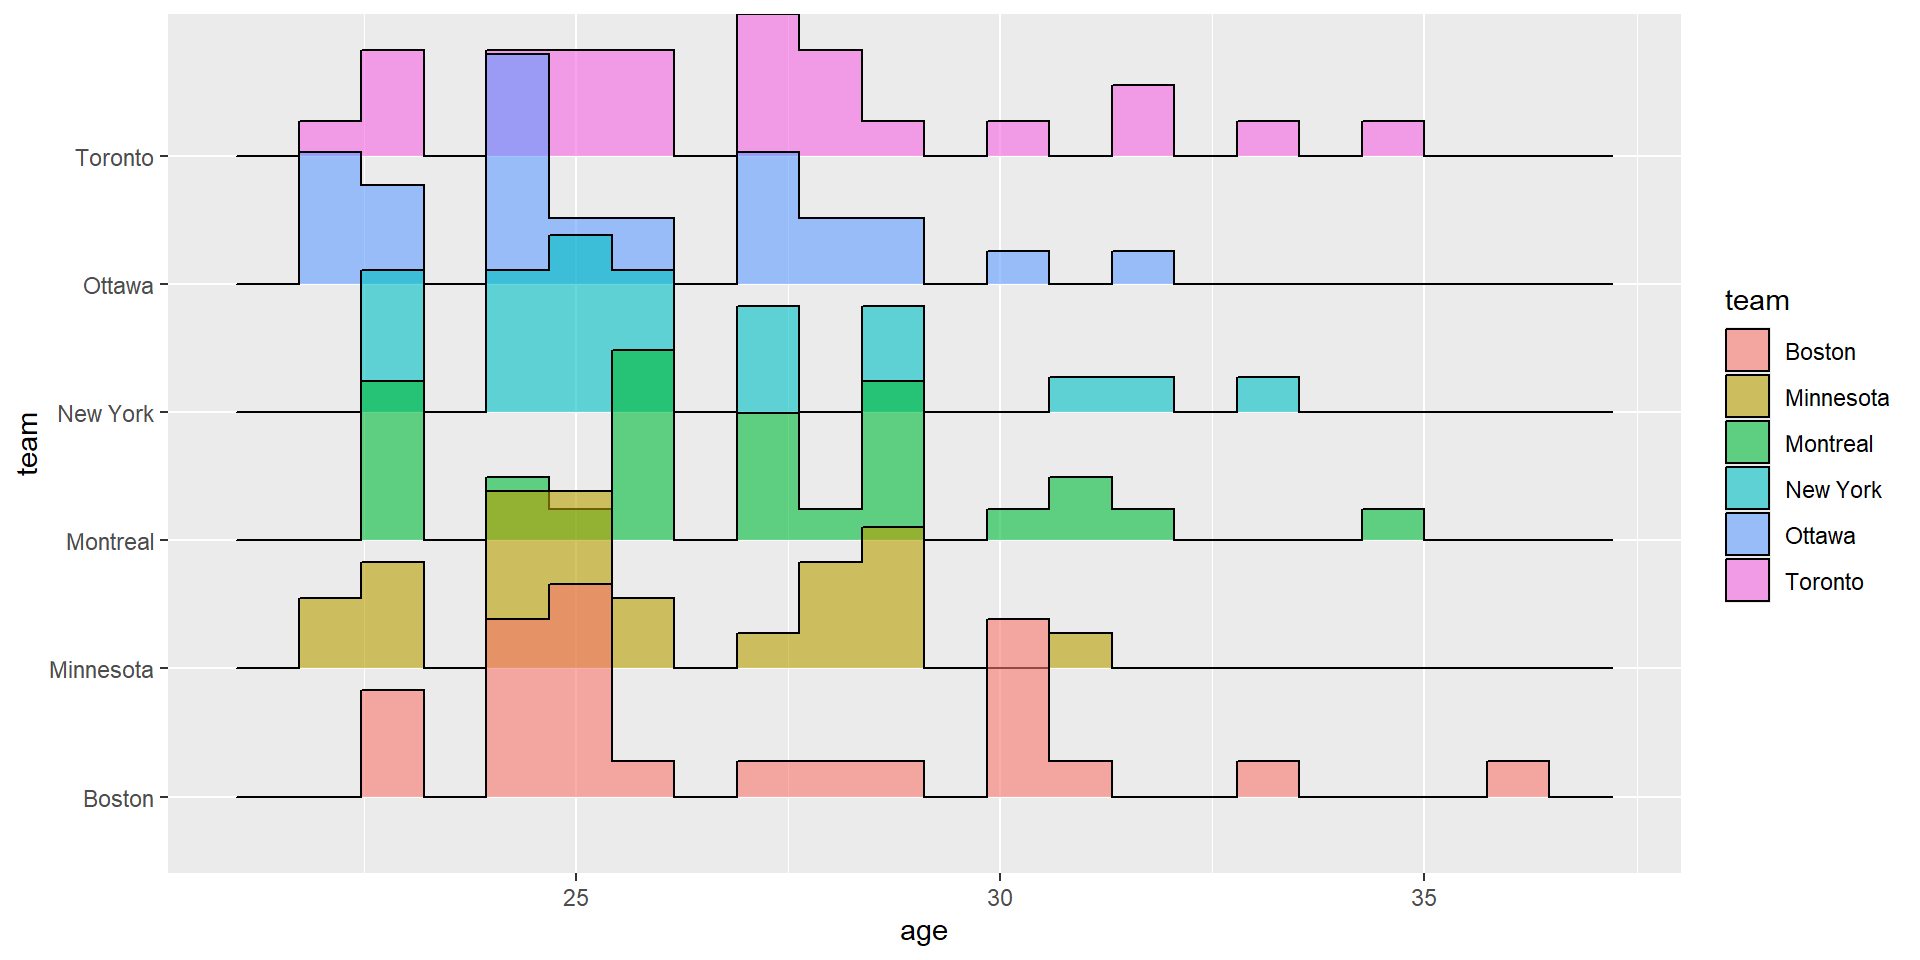 Toronto
Ottawa
New York
Montreal
Minnesota
Boston
team
25 30 35
age
team
Boston
Minnesota
Montreal
New York
Ottawa
Toronto